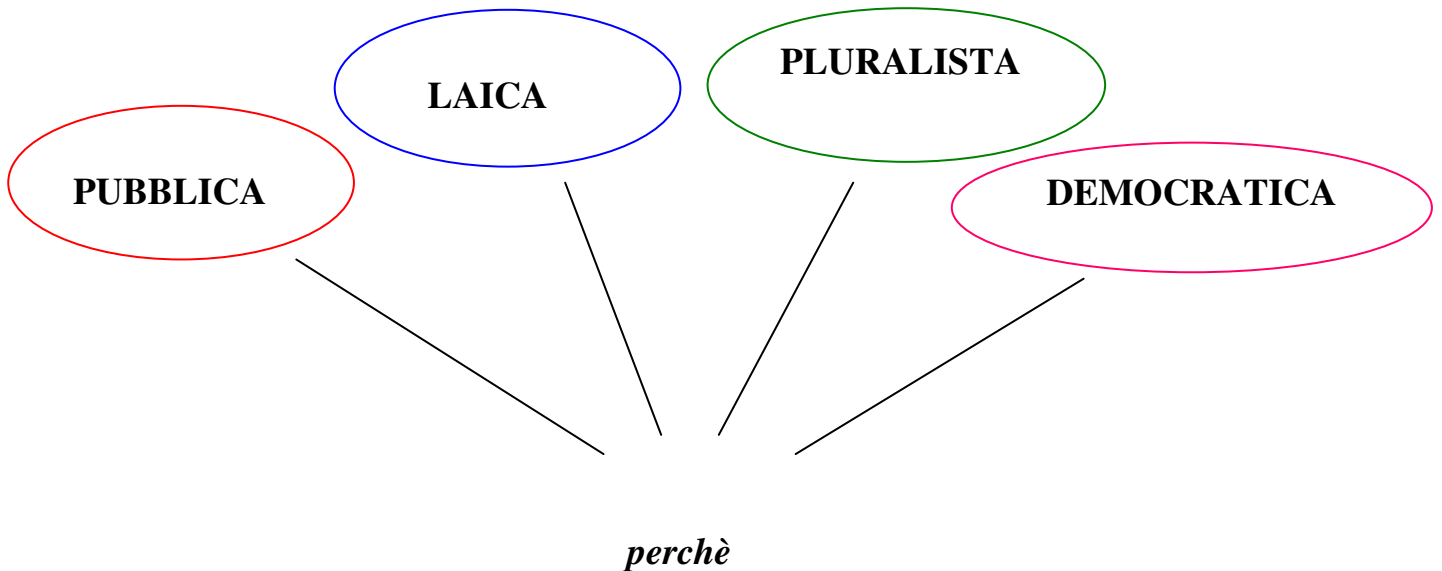 PUBBLICA
LAICA
PLURALISTA
DEMOCRATICA
perchè